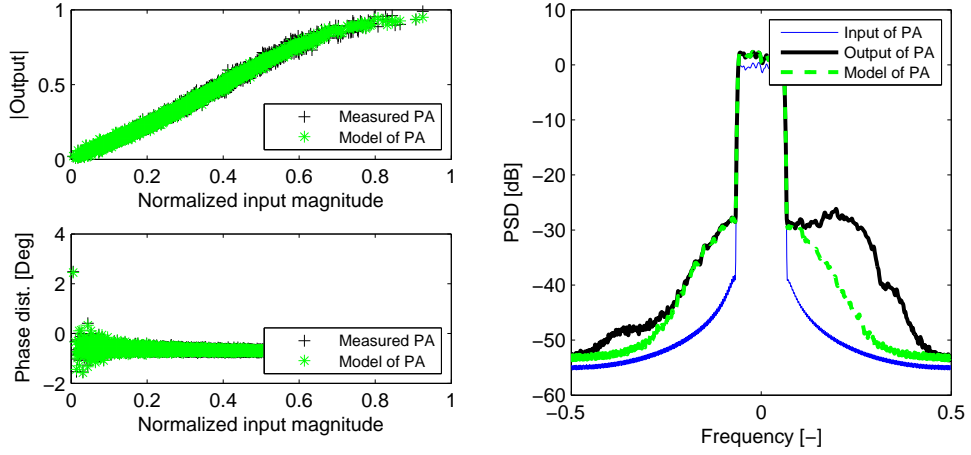 |Output|
1
0.5
0
0
0.2
0.4
0.6
0.8
1
Normalized input magnitude
Measured PA
Model of PA
Phase dist. [Deg]
4
2
0
−2
0
0.2
0.4
0.6
0.8
1
Normalized input magnitude
Measured PA
Model of PA
PSD [dB]
10
0
−10
−20
−30
−40
−50
−60
−0.5
0
0.5
Frequency [-]
Input of PA
Output of PA
Model of PA